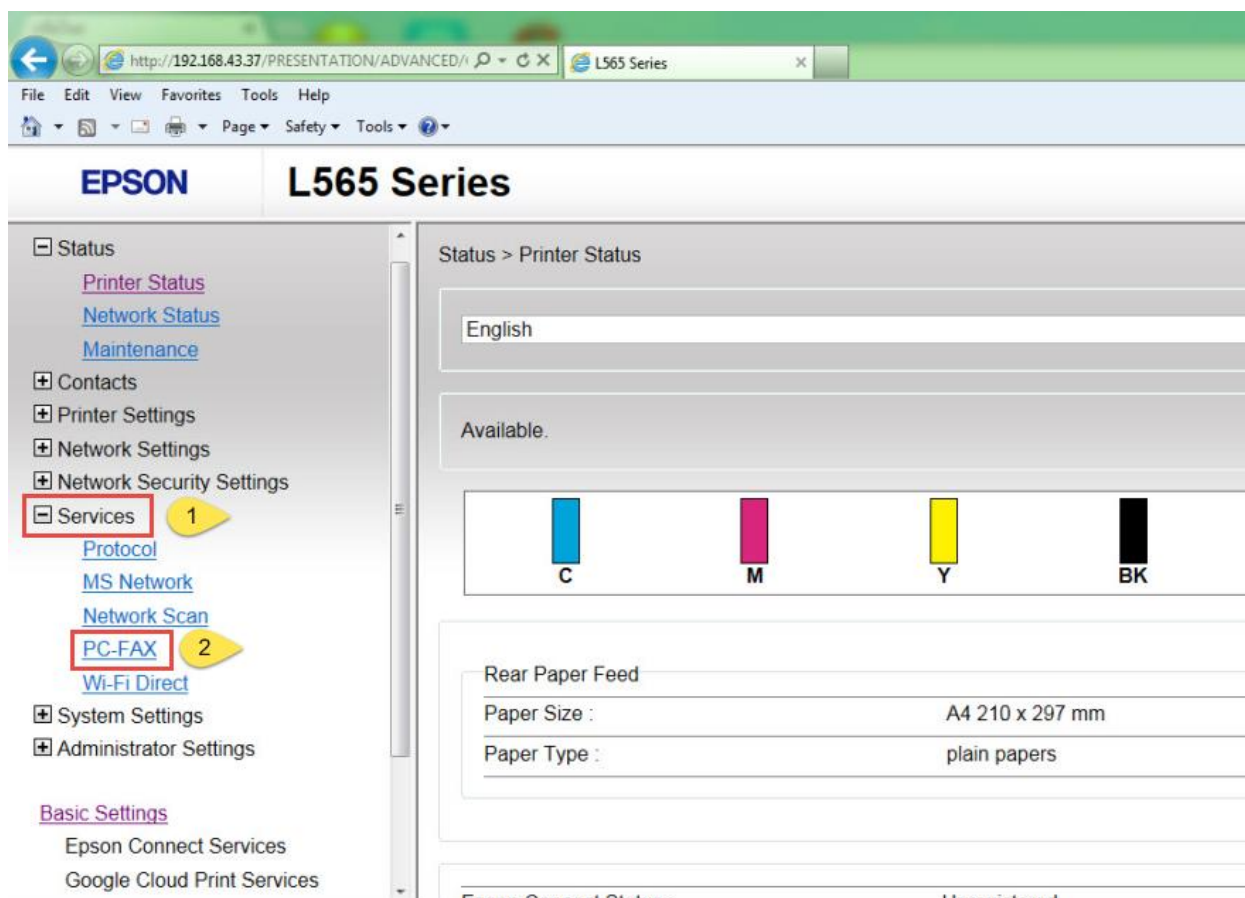 http://192.168.43.37/PRESENTATION/ADVANCED/
L565 Series
File Edit View Favorites Tools Help
Page Safety Tools
EPSON
L565 Series
Status
Printer Status
Network Status
Maintenance
Contacts
Printer Settings
Network Settings
Network Security Settings
Services 1
Protocol
MS Network
Network Scan
PC-FAX 2
Wi-Fi Direct
System Settings
Administrator Settings
Basic Settings
Epson Connect Services
Google Cloud Print Services
Status > Printer Status
English
Available.
C M Y BK
Rear Paper Feed
Paper Size : A4 210 x 297 mm
Paper Type : plain papers